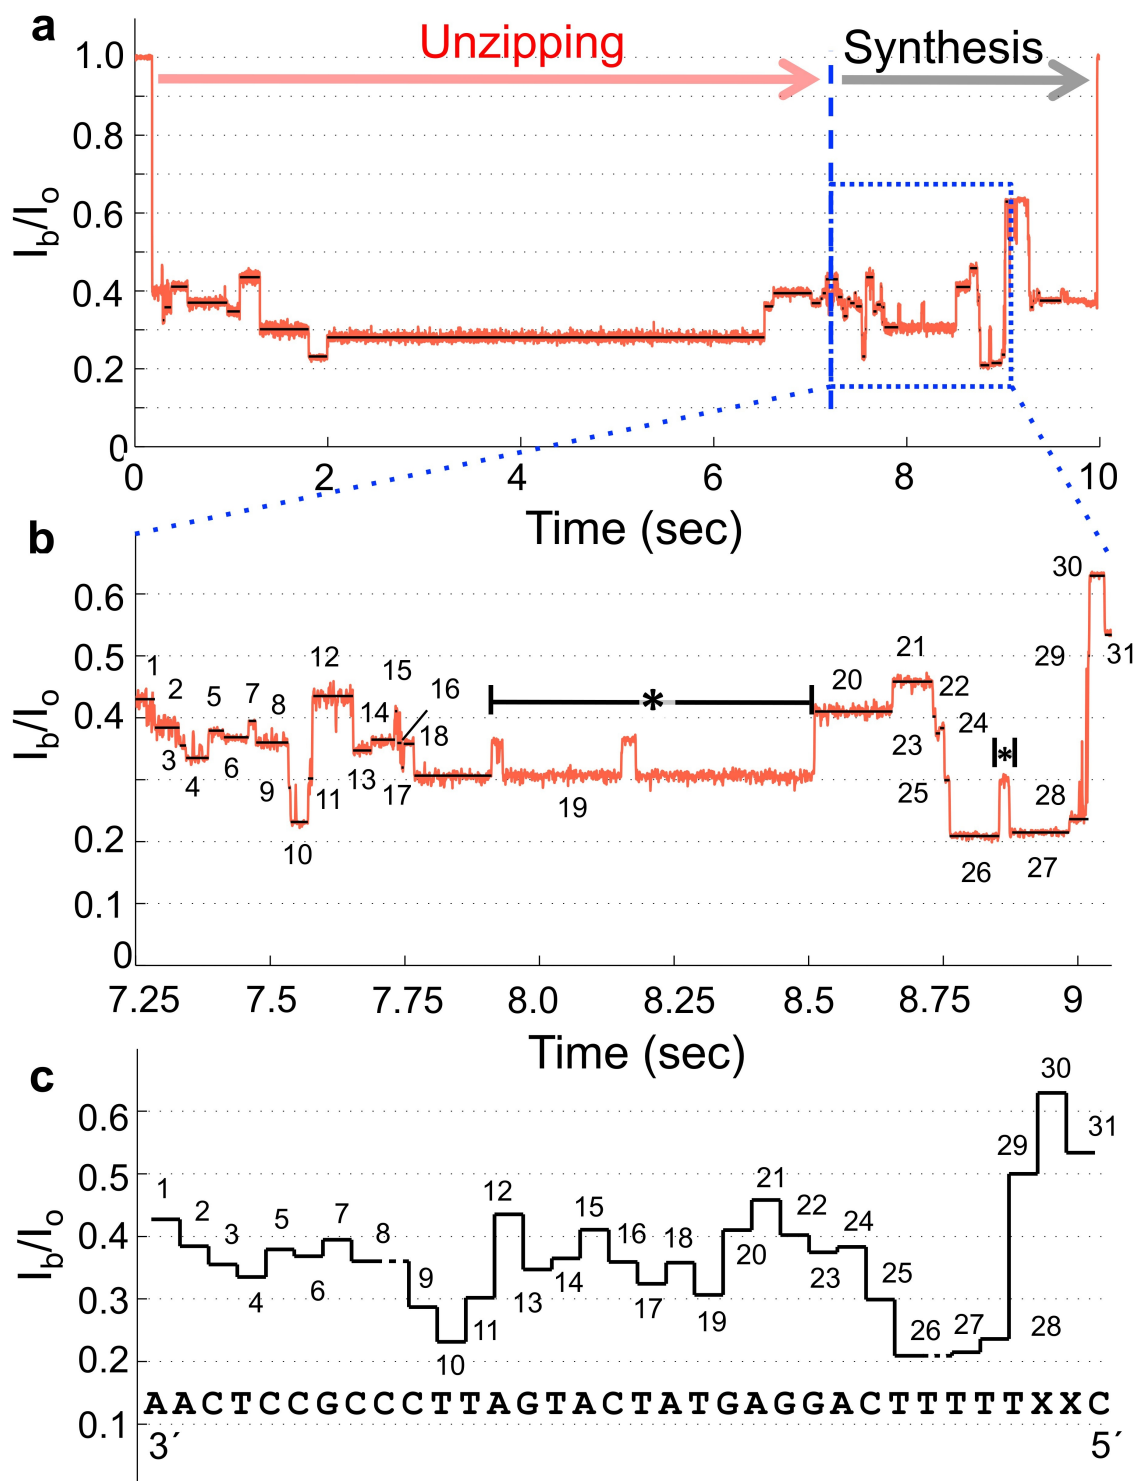 a
Unzipping
Synthesis
1.0
0.8
0.6
0.4
0.2
0
Ib/Io
0 2 4 6 8 10
Time (sec)
b
0.6
0.5
0.4
0.2
0.1
0
Ib/Io
1 2 3 4 5 6 7 8 9 10 11 12 13 14 15 16 17 18 19 20 21 22 23 24 25 26 27 28 29 30 31
*
*
7.25 7.5 7.75 8.0 8.25 8.5 8.75 9
Time (sec)
c
0.6
0.5
0.4
0.3
0.2
0.1
Ib/Io
1 2 3 4 5 6 7 8 9 10 11 12 13 14 15 16 17 18 19 20 21 22 23 24 25 26 27 28 29 30 31
AACTCCGCCCTTAGTACTATGAGGACTTTTTXXC
3´ 5´